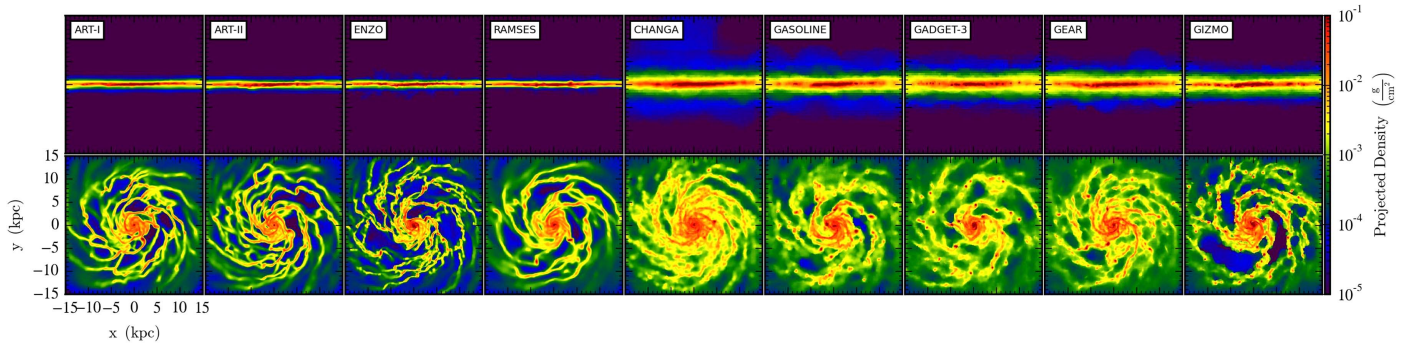 ART-I ART-II ENZO RAMSES CHANGA GASOLINE GADGET-3 GEAR GIZMO
10⁻¹
10⁻²
10⁻³
10⁻⁴
10⁻⁵
Projected Density (g/cm²)
15
10
5
0
−5
−10
−15
y (kpc)
−15−10−5 0 5 10 15
x (kpc)